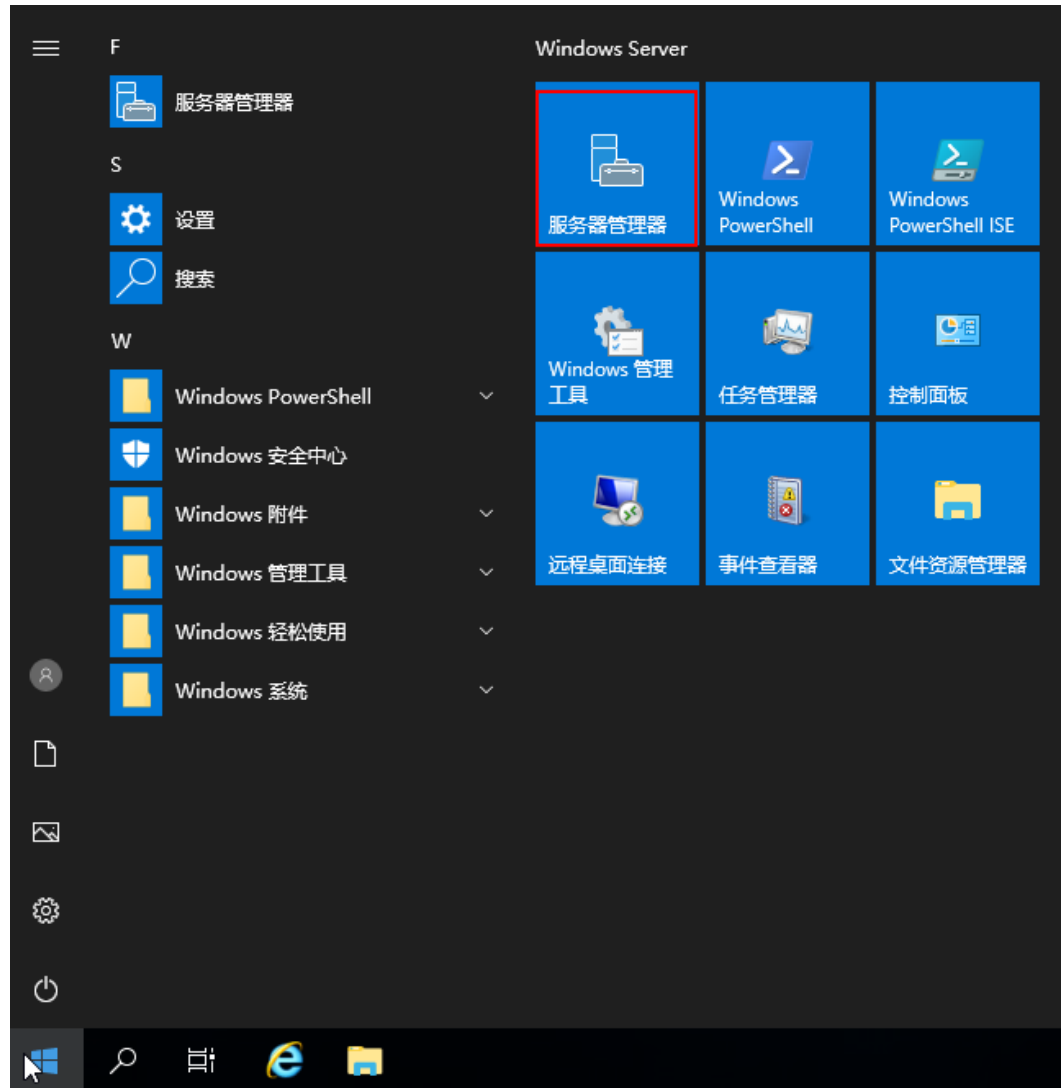 F
服务器管理器
S
设置
搜索
W
Windows PowerShell
Windows 安全中心
Windows 附件
Windows 管理工具
Windows 轻松使用
Windows 系统
Windows Server
服务器管理器
Windows
PowerShell
Windows
PowerShell ISE
Windows 管理
工具
任务管理器
控制面板
远程桌面连接
事件查看器
文件资源管理器